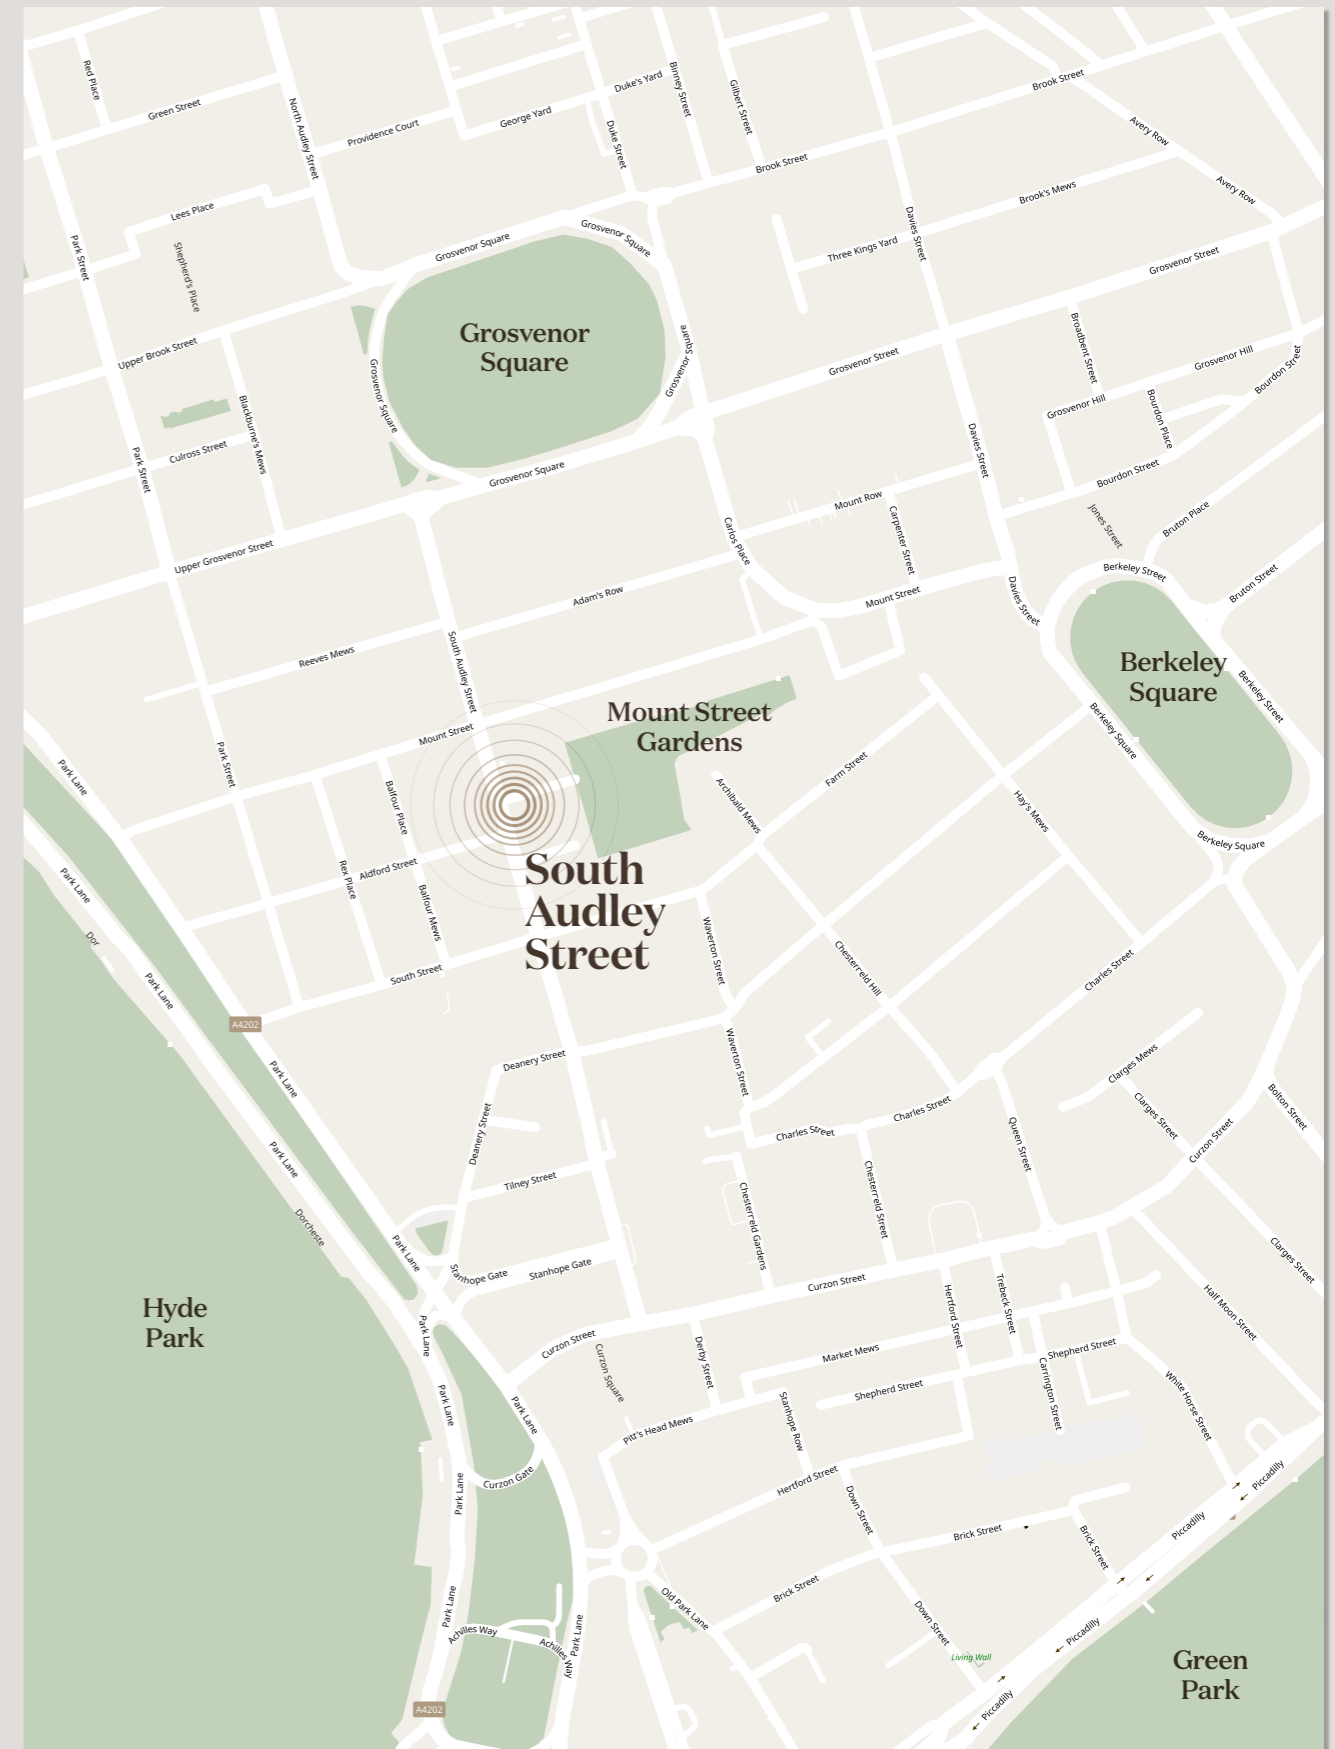 Red Place
Green Street
North Audley Street
Providence Court
George Yard
Duke's Yard
Binney Street
Duke Street
Gilbert Street
Brook Street
Brook Street
Avery Row
Avery Row
Brook's Mews
Lees Place
Shepherd's Place
Park Street
Grosvenor Square
Grosvenor Square
Three Kings Yard
Davies Street
Grosvenor Street
Upper Brook Street
Grosvenor
Square
Grosvenor Square
Grosvenor Square
Grosvenor Street
Broadbent Street
Grosvenor Hill
Bourdon Street
Grosvenor Hill
Bourdon Place
Blackburne's Mews
Culross Street
Park Street
Grosvenor Square
Davies Street
Bourdon Street
Mount Row
Carpenter Street
Carlos Place
Jones Street
Bruton Place
Upper Grosvenor Street
Berkeley Street
Bruton Street
Adam's Row
Mount Street
Davies Street
Reeves Mews
South Audley Street
Berkeley
Square
Berkeley Street
Berkeley Square
Mount Street
Gardens
Mount Street
Park Street
Park Lane
Balfour Place
Archibald Mews
Farm Street
Hay's Mews
Berkeley Square
Aldford Street
Rex Place
Park Lane
Balfour Mews
South
Audley
Street
Dor
Park Lane
South Street
Waverton Street
Chesterfield Hill
Charles Street
A4202
Park Lane
Deanery Street
Waverton Street
Clarges Mews
Clarges Street
Bolton Street
Curzon Street
Charles Street
Charles Street
Queen Street
Deanery Street
Park Lane
Tilney Street
Dorcheste
Chesterfield Gardens
Chesterfield Street
Park Lane
Stanhope Gate
Stanhope Gate
Curzon Street
Clarges Street
Half Moon Street
Hyde
Park
Park Lane
Curzon Street
Curzon Square
Derby Street
Market Mews
Hertford Street
Trebeck Street
Shepherd Street
Shepherd Street
Carrington Street
White Horse Street
Park Lane
Park Lane
Pitt's Head Mews
Stanhope Row
Curzon Gate
Park Lane
Hertford Street
Down Street
Piccadilly
Piccadilly
Brick Street
Brick Street
Brick Street
Old Park Lane
Park Lane
Park Lane
Achilles Way
Achilles Way
Down Street
Piccadilly
Living Wall
Green
Park
Piccadilly
A4202